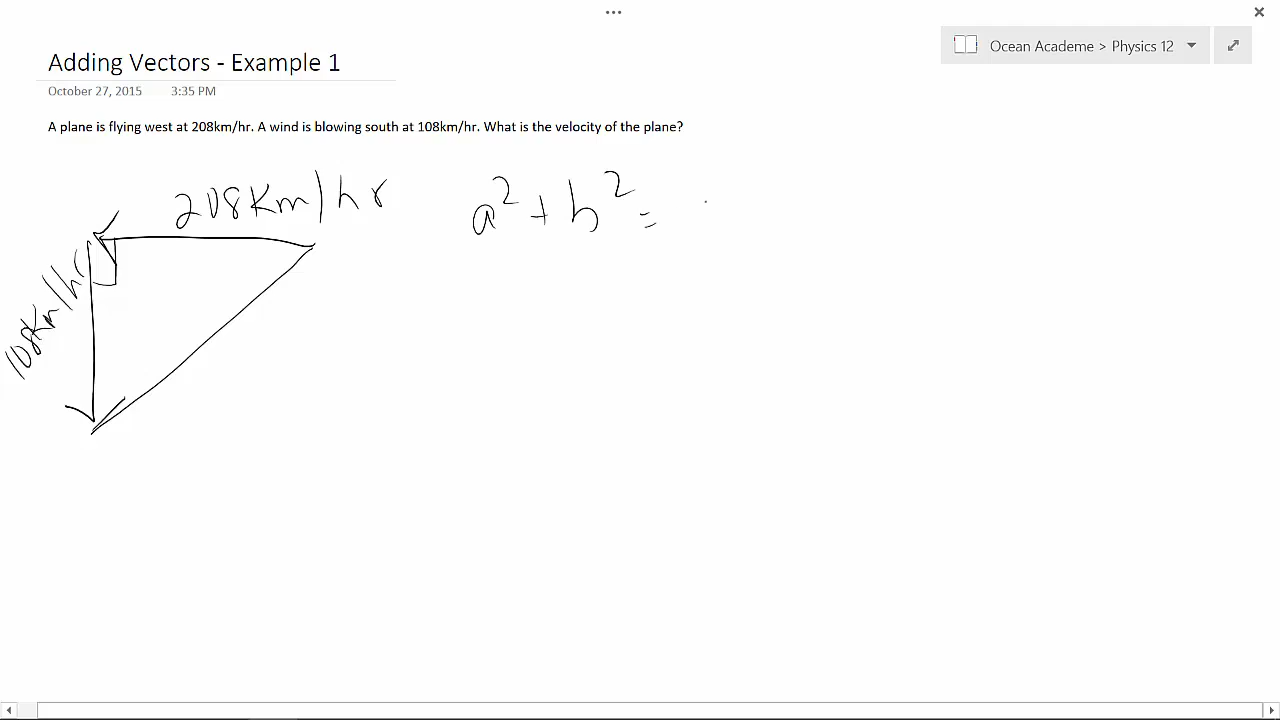 Ocean Academe > Physics 12
Adding Vectors - Example 1
October 27, 2015 3:35 PM
A plane is flying west at 208km/hr. A wind is blowing south at 108km/hr. What is the velocity of the plane?
208Km/hr
a² + b² =
108Km/hr